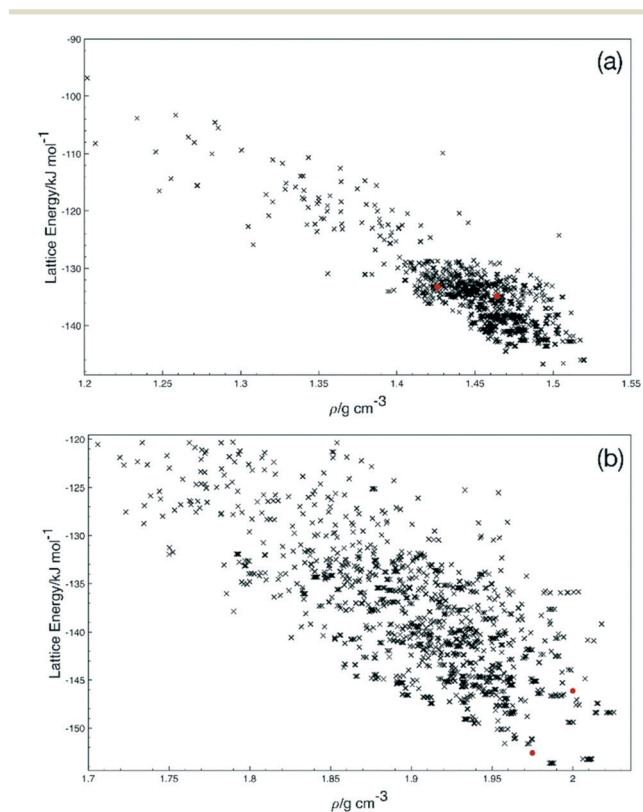 (a)
-90
-100
-110
-120
-130
-140
Lattice Energy/kJ mol⁻¹
1.2 1.25 1.3 1.35 1.4 1.45 1.5 1.55
ρ/g cm⁻³
(b)
-120
-125
-130
-135
-140
-145
-150
Lattice Energy/kJ mol⁻¹
1.7 1.75 1.8 1.85 1.9 1.95 2
ρ/g cm⁻³